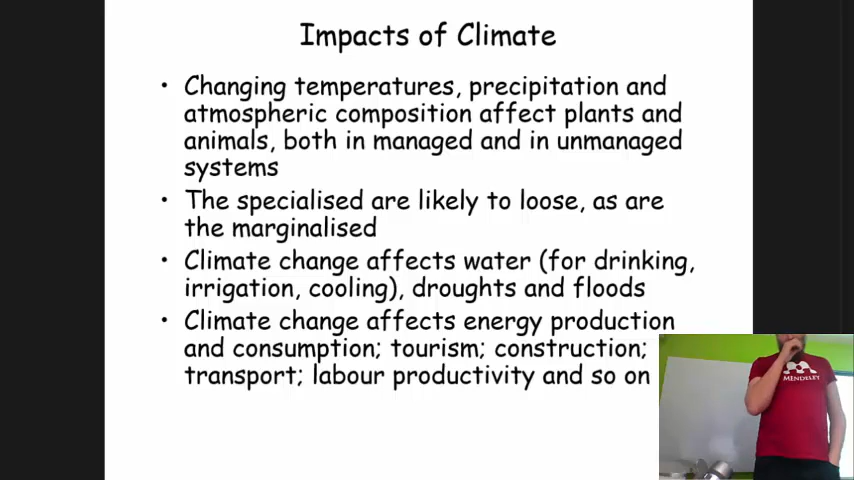 Impacts of Climate
• Changing temperatures, precipitation and
atmospheric composition affect plants and
animals, both in managed and in unmanaged
systems
• The specialised are likely to loose, as are
the marginalised
• Climate change affects water (for drinking,
irrigation, cooling), droughts and floods
• Climate change affects energy production
and consumption; tourism; construction;
transport; labour productivity and so on
MENDELEY